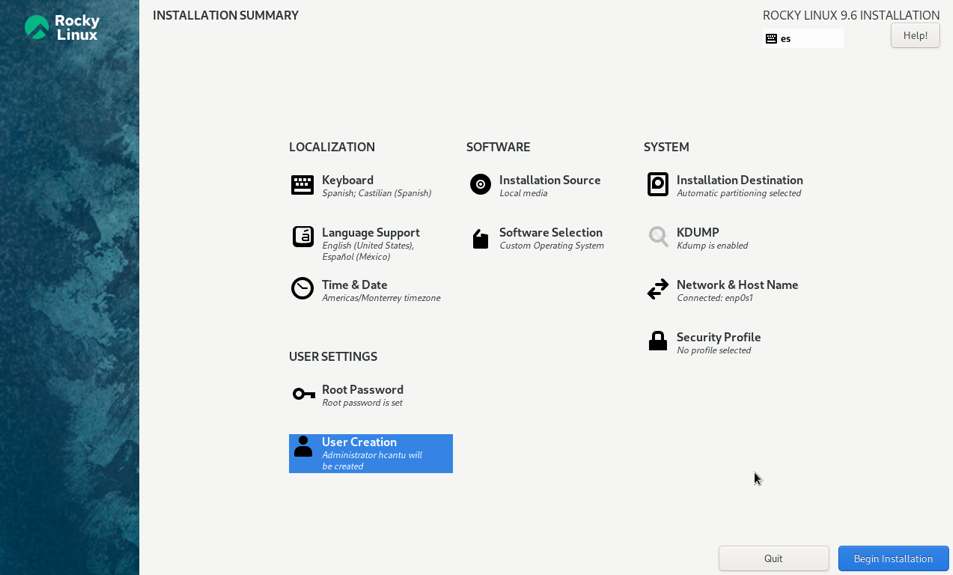 Rocky
Linux
INSTALLATION SUMMARY
ROCKY LINUX 9.6 INSTALLATION
es
Help!
LOCALIZATION
Keyboard
Spanish; Castilian (Spanish)
Language Support
English (United States),
Español (México)
Time & Date
Americas/Monterrey timezone
SOFTWARE
Installation Source
Local media
Software Selection
Custom Operating System
SYSTEM
Installation Destination
Automatic partitioning selected
KDUMP
Kdump is enabled
Network & Host Name
Connected: enp0s1
Security Profile
No profile selected
USER SETTINGS
Root Password
Root password is set
User Creation
Administrator hcantu will
be created
Quit
Begin Installation